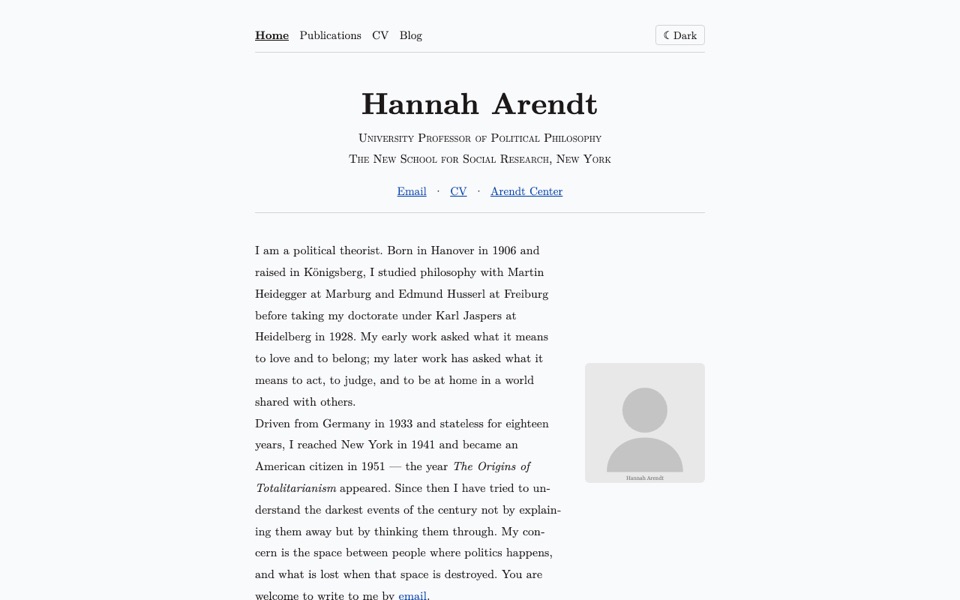 Home Publications CV Blog ☾ Dark
Hannah Arendt
University Professor of Political Philosophy
The New School for Social Research, New York
Email · CV · Arendt Center
I am a political theorist. Born in Hanover in 1906 and
raised in Königsberg, I studied philosophy with Martin
Heidegger at Marburg and Edmund Husserl at Freiburg
before taking my doctorate under Karl Jaspers at
Heidelberg in 1928. My early work asked what it means
to love and to belong; my later work has asked what it
means to act, to judge, and to be at home in a world
shared with others.
Driven from Germany in 1933 and stateless for eighteen
years, I reached New York in 1941 and became an
American citizen in 1951 — the year The Origins of
Totalitarianism appeared. Since then I have tried to un-
derstand the darkest events of the century not by explain-
ing them away but by thinking them through. My con-
cern is the space between people where politics happens,
and what is lost when that space is destroyed. You are
welcome to write to me by email.
Hannah Arendt